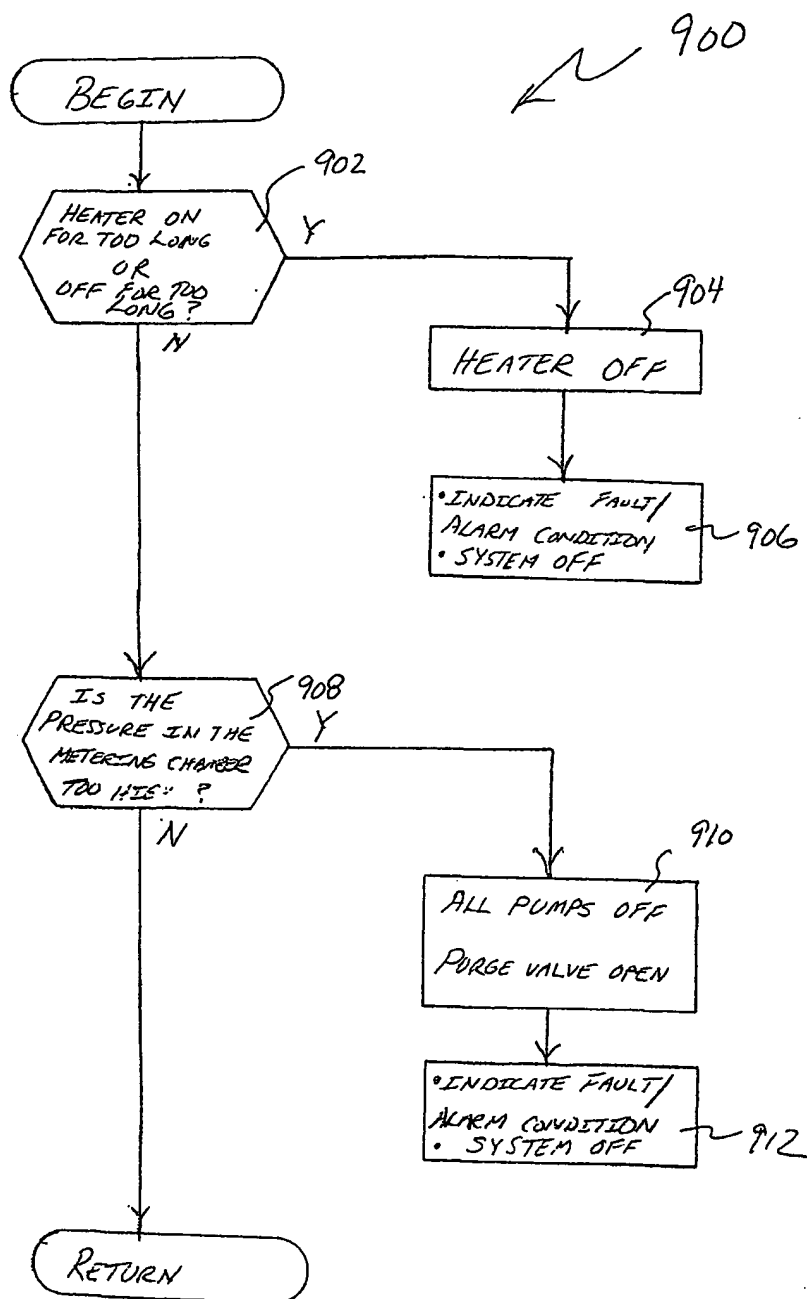 900
BEGIN
902
HEATER ON
FOR TOO LONG
OR
OFF FOR TOO
LONG?
Y
N
904
HEATER OFF
• INDICATE FAULT/
ALARM CONDITION
• SYSTEM OFF
906
IS THE
PRESSURE IN THE
METERING CHAMBER
TOO ?
908
Y
N
910
ALL PUMPS OFF
PURGE VALVE OPEN
• INDICATE FAULT/
ALARM CONDITION
• SYSTEM OFF
912
RETURN